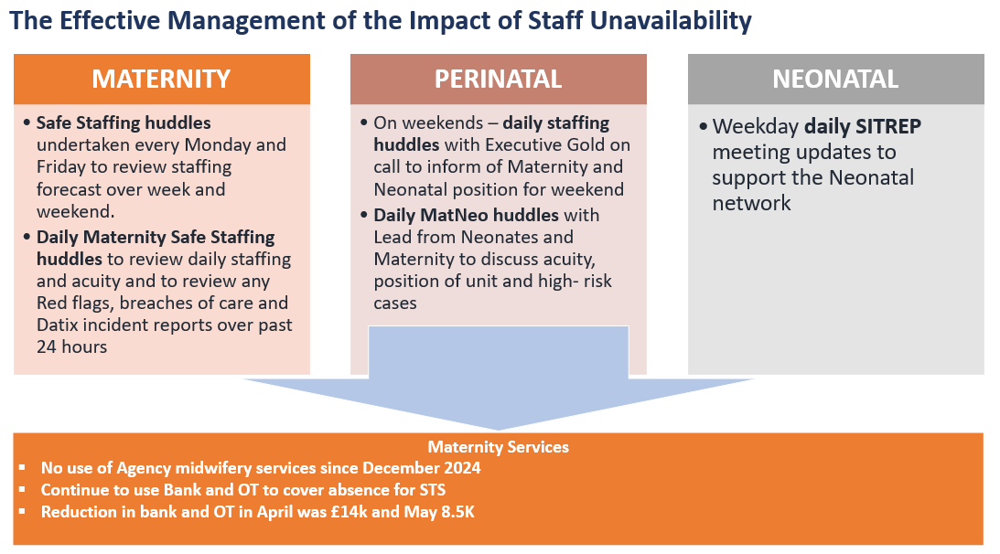 The Effective Management of the Impact of Staff Unavailability
MATERNITY
• Safe Staffing huddles
undertaken every Monday and
Friday to review staffing
forecast over week and
weekend.
• Daily Maternity Safe Staffing
huddles to review daily staffing
and acuity and to review any
Red flags, breaches of care and
Datix incident reports over past
24 hours
PERINATAL
• On weekends – daily staffing
huddles with Executive Gold on
call to inform of Maternity and
Neonatal position for weekend
• Daily MatNeo huddles with
Lead from Neonates and
Maternity to discuss acuity,
position of unit and high- risk
cases
NEONATAL
• Weekday daily SITREP
meeting updates to
support the Neonatal
network
Maternity Services
▪ No use of Agency midwifery services since December 2024
▪ Continue to use Bank and OT to cover absence for STS
▪ Reduction in bank and OT in April was £14k and May 8.5K